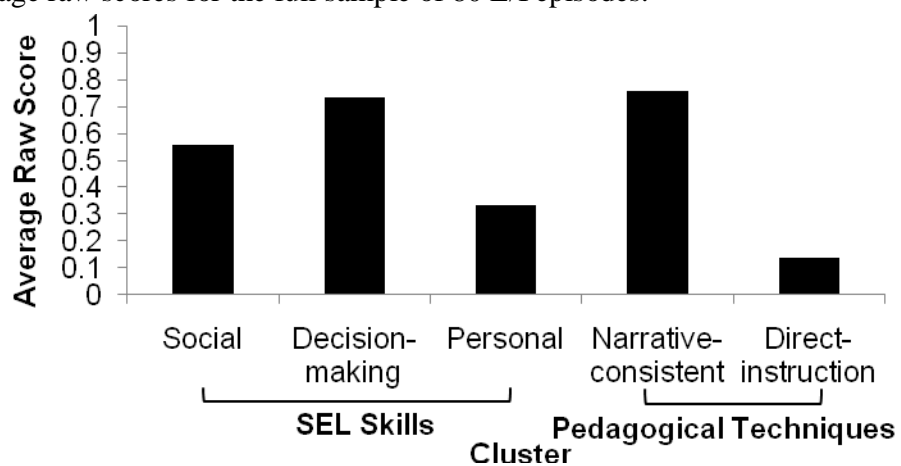 1
0.9
0.8
0.7
0.6
0.5
0.4
0.3
0.2
0.1
0
Average Raw Score
Social Decision- Personal Narrative- Direct-
making consistent instruction
SEL Skills Pedagogical Techniques
Cluster